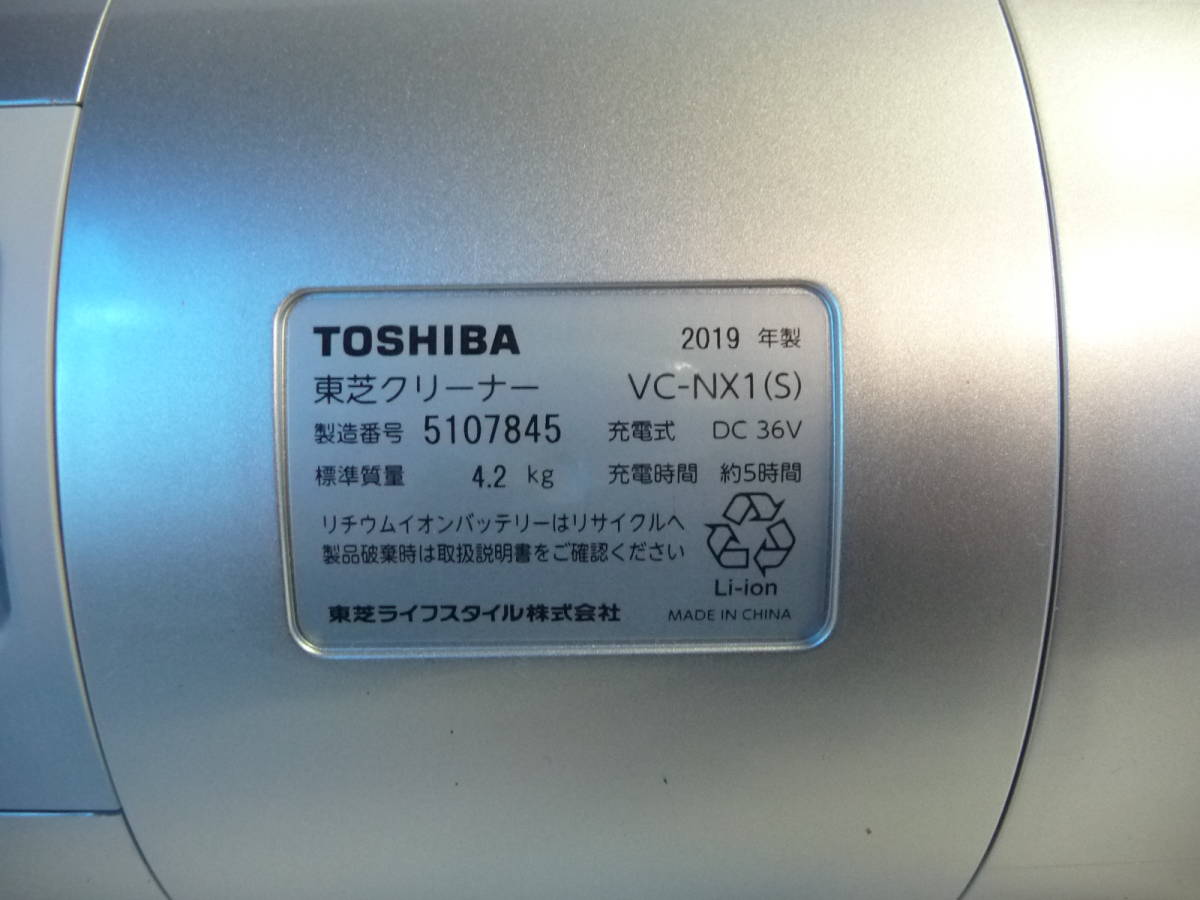 TOSHIBA 2019 年製
東芝クリーナー VC-NX1(S)
製造番号 5107845 充電式 DC 36V
標準質量 4.2 kg 充電時間 約5時間
リチウムイオンバッテリーはリサイクルへ
製品破棄時は取扱説明書をご確認ください
Li-ion
東芝ライフスタイル株式会社 MADE IN CHINA